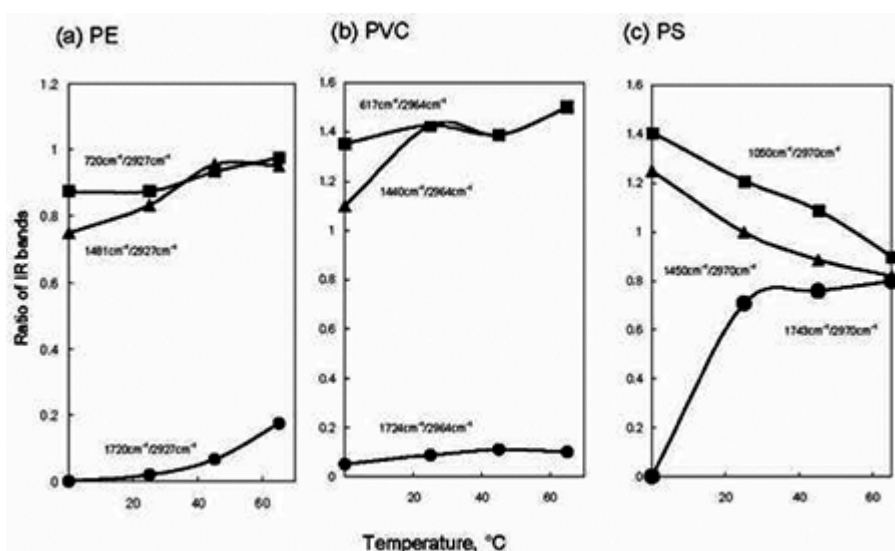 (a) PE
(b) PVC
(c) PS
Ratio of IR bands
1.2
1
0.8
0.6
0.4
0.2
0
720cm⁻¹/2927cm⁻¹
1481cm⁻¹/2927cm⁻¹
1720cm⁻¹/2927cm⁻¹
20
40
60
1.6
1.4
1.2
1
0.8
0.6
0.4
0.2
0
617cm⁻¹/2964cm⁻¹
1440cm⁻¹/2964cm⁻¹
1724cm⁻¹/2964cm⁻¹
20
40
60
1.6
1.4
1.2
1
0.8
0.6
0.4
0.2
0
1050cm⁻¹/2970cm⁻¹
1450cm⁻¹/2970cm⁻¹
1743cm⁻¹/2970cm⁻¹
20
40
60
Temperature, °C